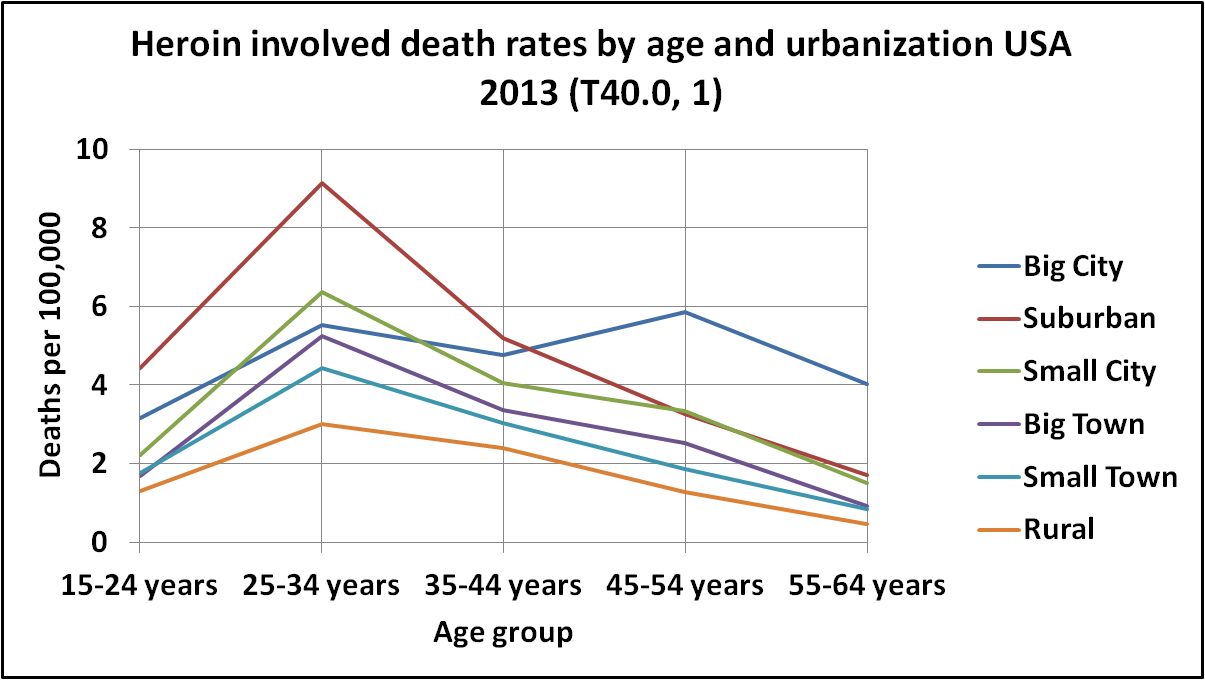 Heroin involved death rates by age and urbanization USA
2013 (T40.0, 1)
Deaths per 100,000
10
8
6
4
2
0
15-24 years
25-34 years
35-44 years
45-54 years
55-64 years
Age group
Big City
Suburban
Small City
Big Town
Small Town
Rural